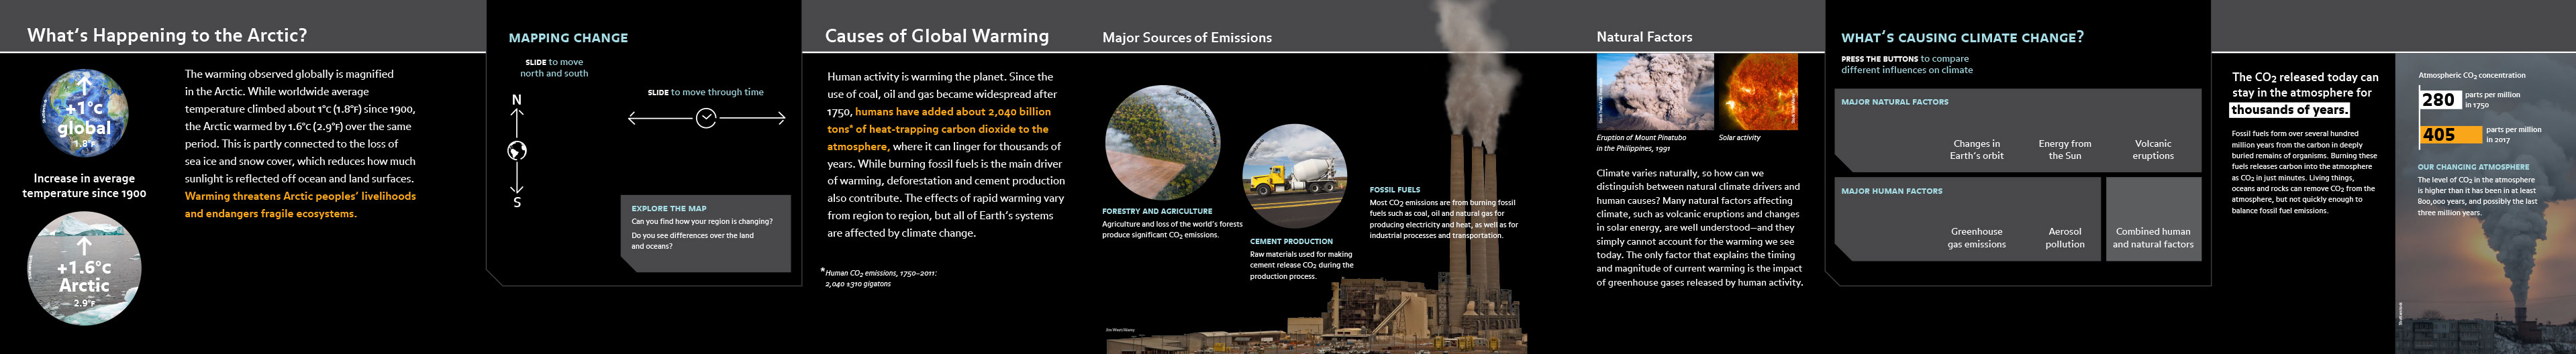 What's Happening to the Arctic?
+1°C
global
1.8°F
Increase in average
temperature since 1900
+1.6°C
Arctic
2.9°F
The warming observed globally is magnified
in the Arctic. While worldwide average
temperature climbed about 1°C (1.8°F) since 1900,
the Arctic warmed by 1.6°C (2.9°F) over the same
period. This is partly connected to the loss of
sea ice and snow cover, which reduces how much
sunlight is reflected off ocean and land surfaces.
Warming threatens Arctic peoples' livelihoods
and endangers fragile ecosystems.
MAPPING CHANGE
SLIDE to move
north and south
N
S
SLIDE to move through time
EXPLORE THE MAP
Can you find how your region is changing?
Do you see differences over the land
and oceans?
Causes of Global Warming
Human activity is warming the planet. Since the
use of coal, oil and gas became widespread after
1750, humans have added about 2,040 billion
tons* of heat-trapping carbon dioxide to the
atmosphere, where it can linger for thousands of
years. While burning fossil fuels is the main driver
of warming, deforestation and cement production
also contribute. The effects of rapid warming vary
from region to region, but all of Earth's systems
are affected by climate change.
*Human CO2 emissions, 1750–2011:
2,040 ±310 gigatons
Major Sources of Emissions
FORESTRY AND AGRICULTURE
Agriculture and loss of the world's forests
produce significant CO2 emissions.
CEMENT PRODUCTION
Raw materials used for making
cement release CO2 during the
production process.
FOSSIL FUELS
Most CO2 emissions are from burning fossil
fuels such as coal, oil and natural gas for
producing electricity and heat, as well as for
industrial processes and transportation.
Jim West/Alamy
Natural Factors
Eruption of Mount Pinatubo
in the Philippines, 1991
Solar activity
Climate varies naturally, so how can we
distinguish between natural climate drivers and
human causes? Many natural factors affecting
climate, such as volcanic eruptions and changes
in solar energy, are well understood—and they
simply cannot account for the warming we see
today. The only factor that explains the timing
and magnitude of current warming is the impact
of greenhouse gases released by human activity.
WHAT'S CAUSING CLIMATE CHANGE?
PRESS THE BUTTONS to compare
different influences on climate
MAJOR NATURAL FACTORS
Changes in
Earth's orbit
Energy from
the Sun
Volcanic
eruptions
MAJOR HUMAN FACTORS
Greenhouse
gas emissions
Aerosol
pollution
Combined human
and natural factors
The CO2 released today can
stay in the atmosphere for
thousands of years.
Fossil fuels form over several hundred
million years from the carbon in deeply
buried remains of organisms. Burning these
fuels releases carbon into the atmosphere
as CO2 in just minutes. Living things,
oceans and rocks can remove CO2 from the
atmosphere, but not quickly enough to
balance fossil fuel emissions.
Atmospheric CO2 concentration
280
parts per million
in 1750
405
parts per million
in 2017
OUR CHANGING ATMOSPHERE
The level of CO2 in the atmosphere
is higher than it has been in at least
800,000 years, and possibly the last
three million years.